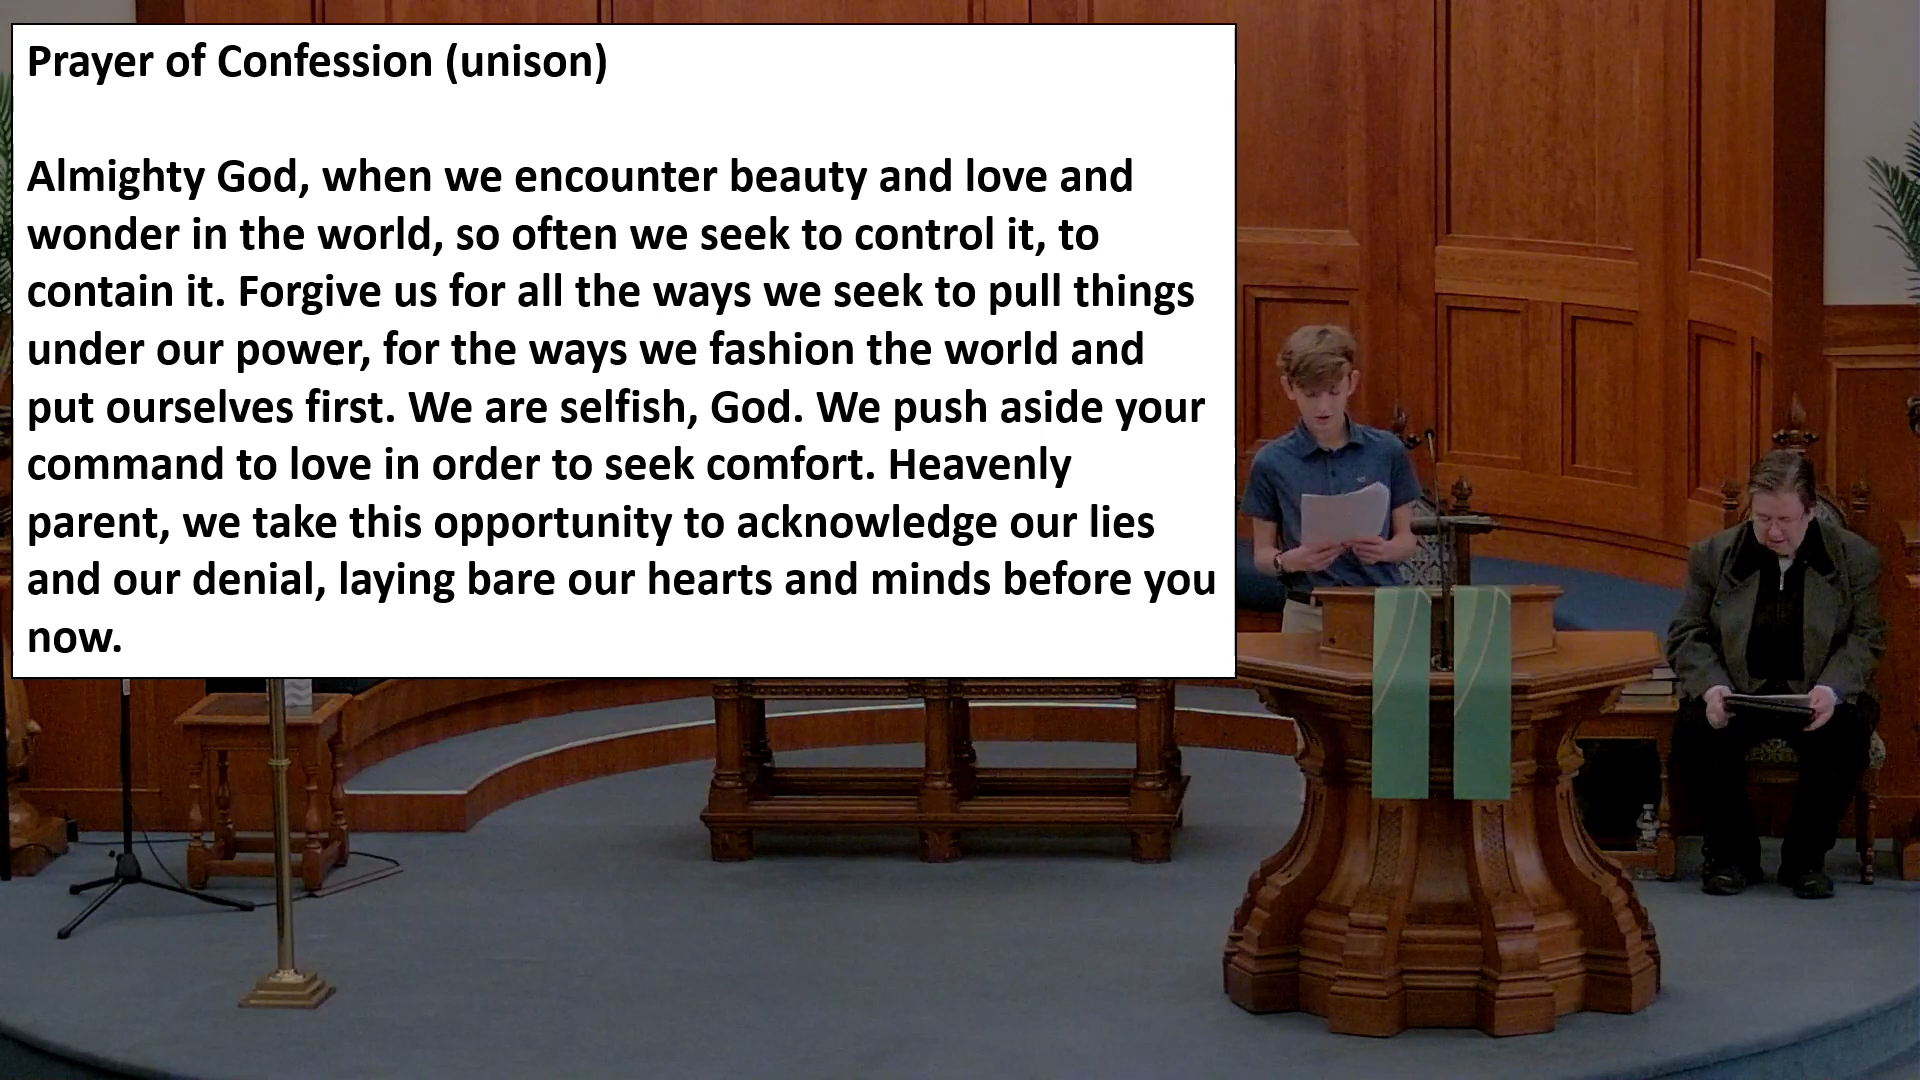 Prayer of Confession (unison)
Almighty God, when we encounter beauty and love and
wonder in the world, so often we seek to control it, to
contain it. Forgive us for all the ways we seek to pull things
under our power, for the ways we fashion the world and
put ourselves first. We are selfish, God. We push aside your
command to love in order to seek comfort. Heavenly
parent, we take this opportunity to acknowledge our lies
and our denial, laying bare our hearts and minds before you
now.